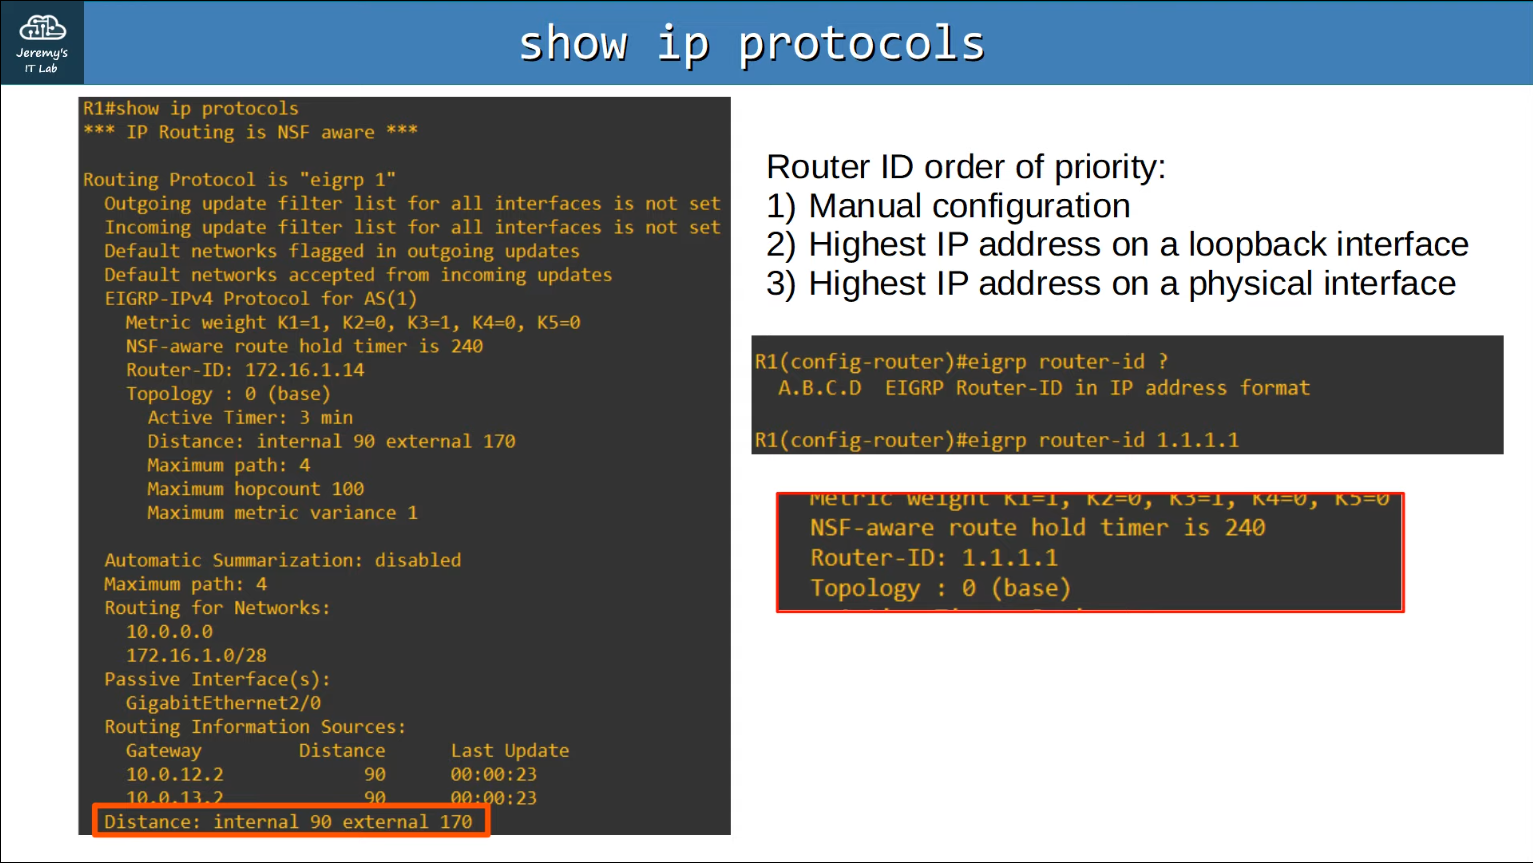 Jeremy's
IT Lab
show ip protocols
R1#show ip protocols
*** IP Routing is NSF aware ***
Routing Protocol is "eigrp 1"
Outgoing update filter list for all interfaces is not set
Incoming update filter list for all interfaces is not set
Default networks flagged in outgoing updates
Default networks accepted from incoming updates
EIGRP-IPv4 Protocol for AS(1)
Metric weight K1=1, K2=0, K3=1, K4=0, K5=0
NSF-aware route hold timer is 240
Router-ID: 172.16.1.14
Topology : 0 (base)
Active Timer: 3 min
Distance: internal 90 external 170
Maximum path: 4
Maximum hopcount 100
Maximum metric variance 1
Automatic Summarization: disabled
Maximum path: 4
Routing for Networks:
10.0.0.0
172.16.1.0/28
Passive Interface(s):
GigabitEthernet2/0
Routing Information Sources:
Gateway Distance Last Update
10.0.12.2 90 00:00:23
10.0.13.2 90 00:00:23
Distance: internal 90 external 170
Router ID order of priority:
1) Manual configuration
2) Highest IP address on a loopback interface
3) Highest IP address on a physical interface
R1(config-router)#eigrp router-id ?
A.B.C.D EIGRP Router-ID in IP address format
R1(config-router)#eigrp router-id 1.1.1.1
Metric weight K1=1, K2=0, K3=1, K4=0, K5=0
NSF-aware route hold timer is 240
Router-ID: 1.1.1.1
Topology : 0 (base)